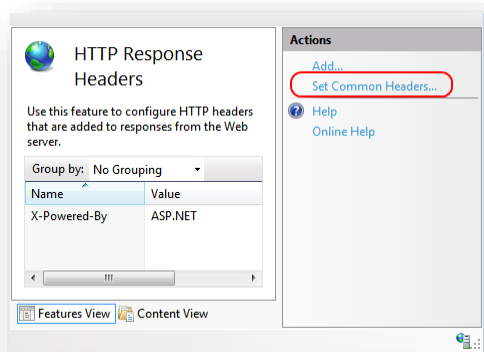 HTTP Response
Headers
Use this feature to configure HTTP headers
that are added to responses from the Web
server.
Group by: No Grouping
Name Value
X-Powered-By ASP.NET
Features View Content View
Actions
Add...
Set Common Headers...
Help
Online Help